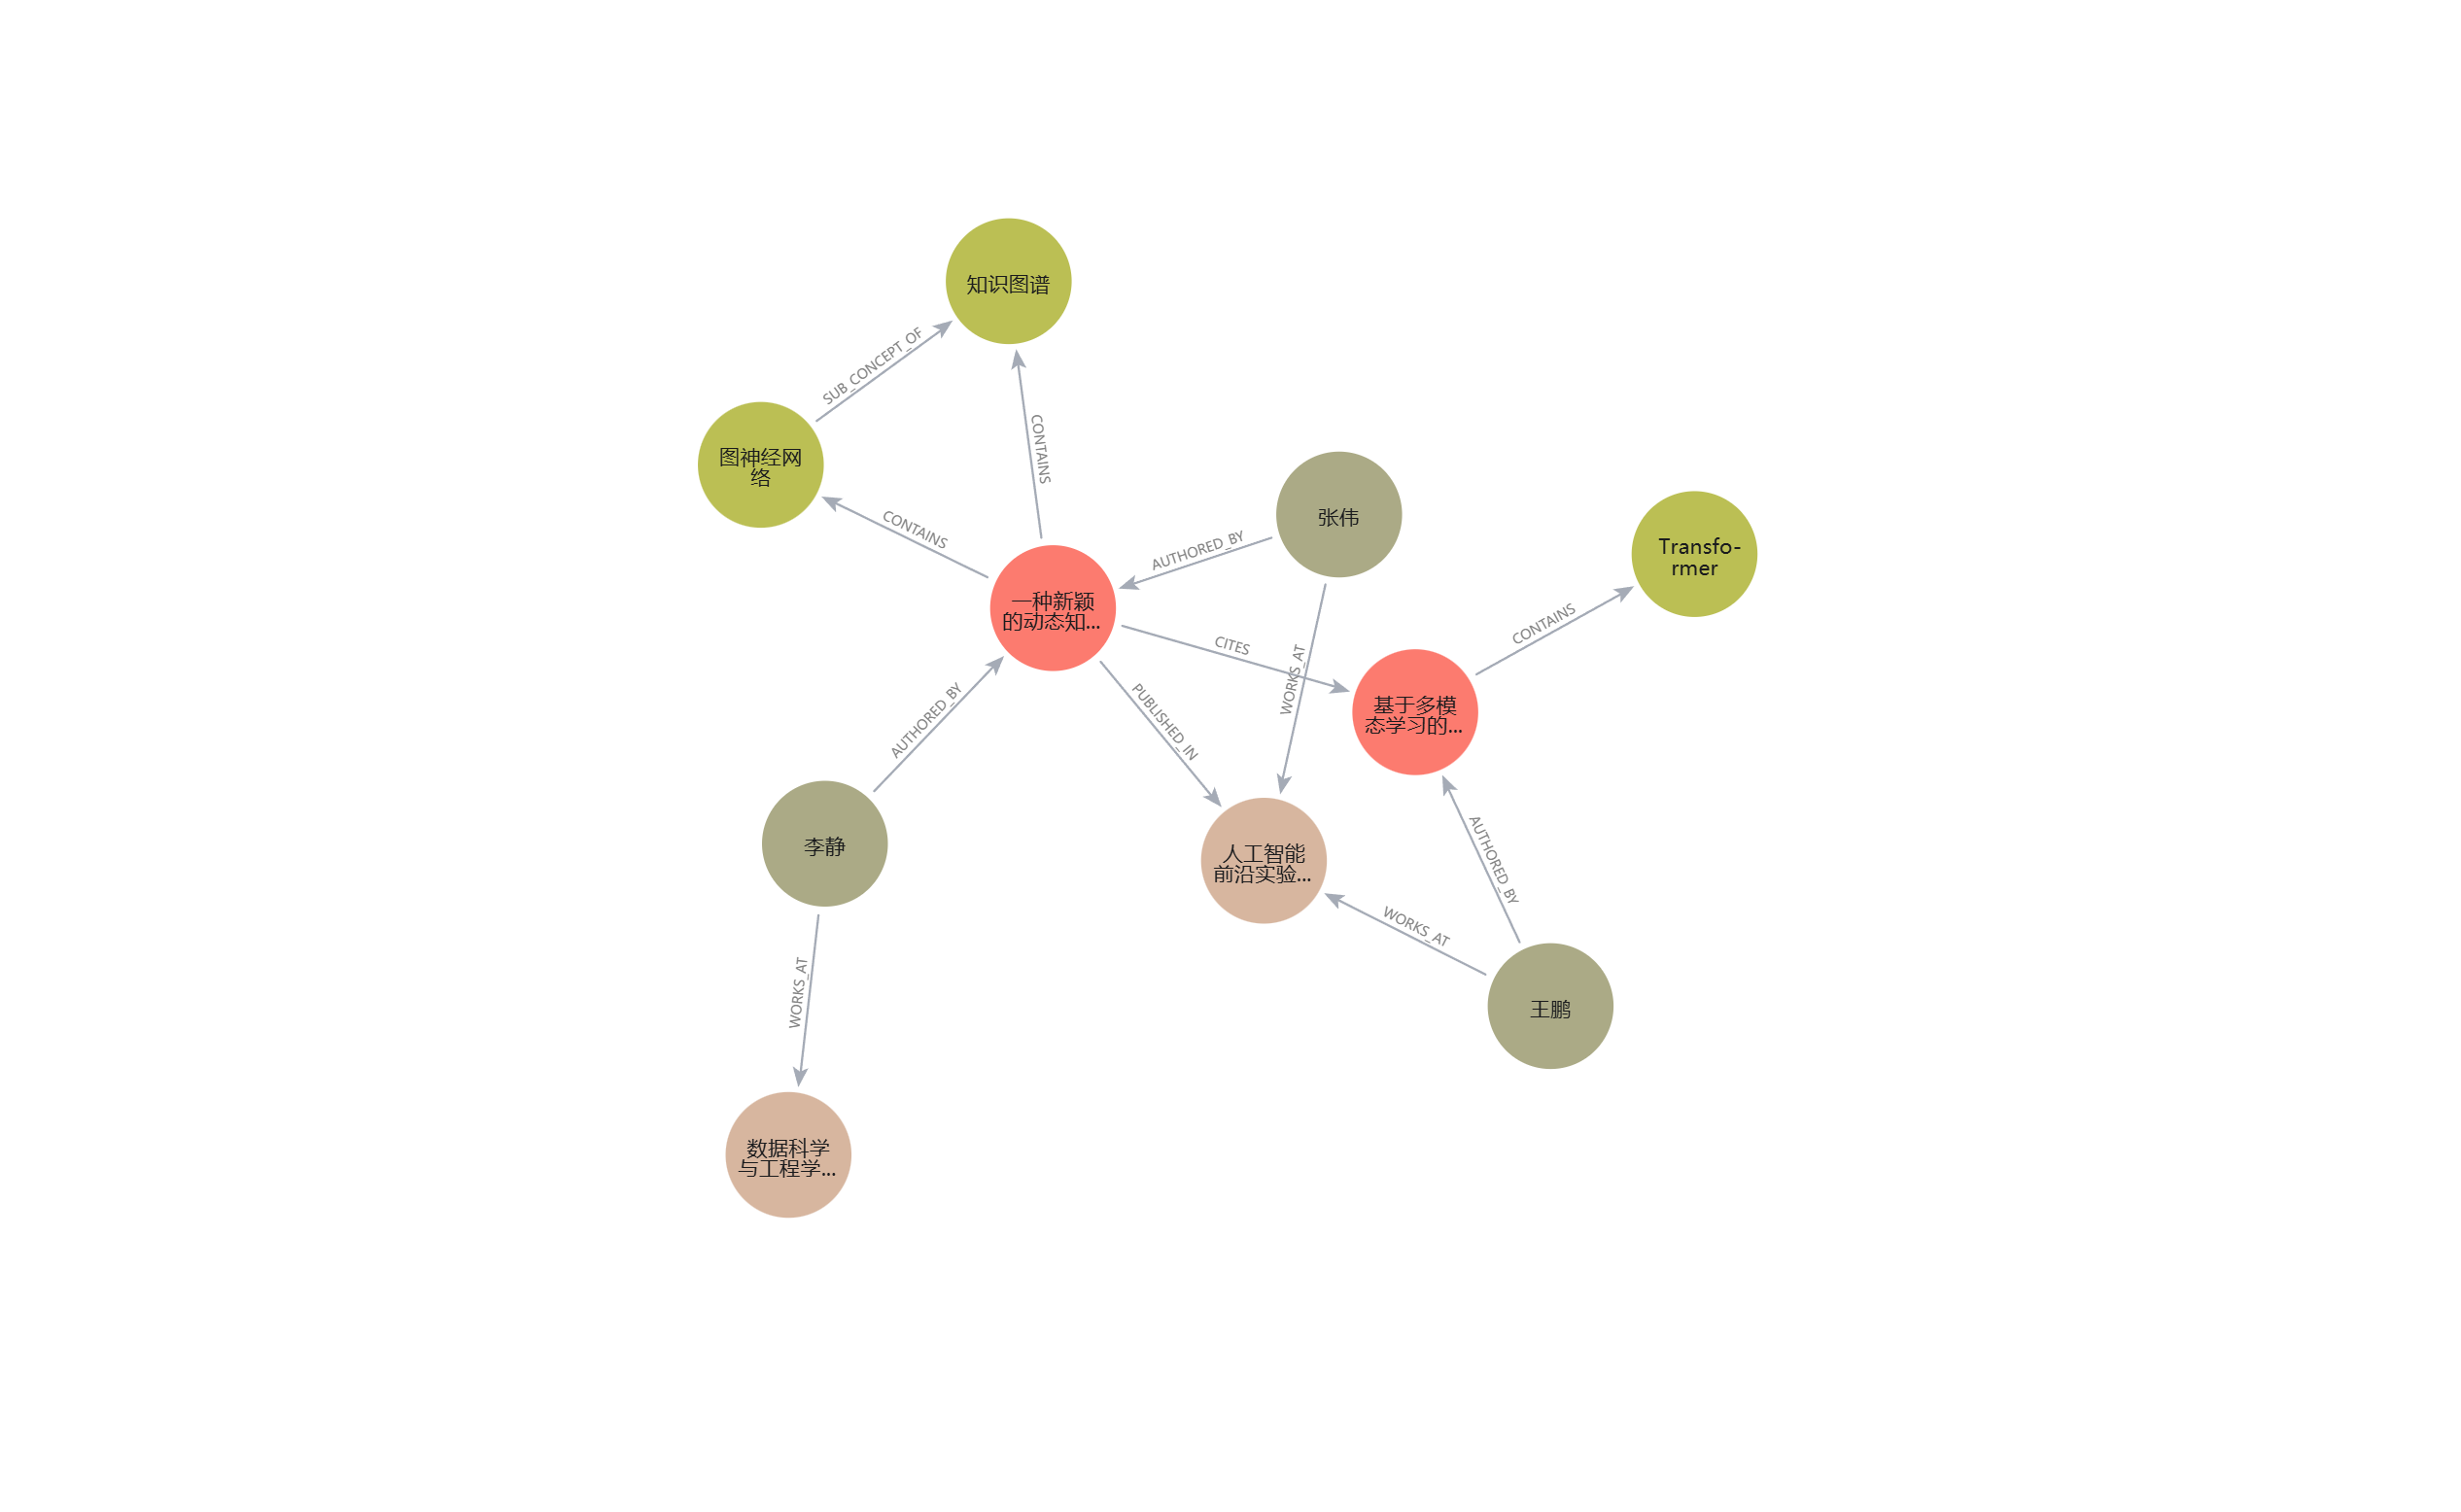 知识图谱
SUB_CONCEPT_OF
CONTAINS
图神经网
络
CONTAINS
张伟
AUTHORED_BY
Transfo-
rmer
一种新颖
的动态知...
CITES
CONTAINS
WORKS_AT
PUBLISHED_IN
AUTHORED_BY
基于多模
态学习的...
李静
人工智能
前沿实验...
AUTHORED_BY
WORKS_AT
WORKS_AT
王鹏
数据科学
与工程学...